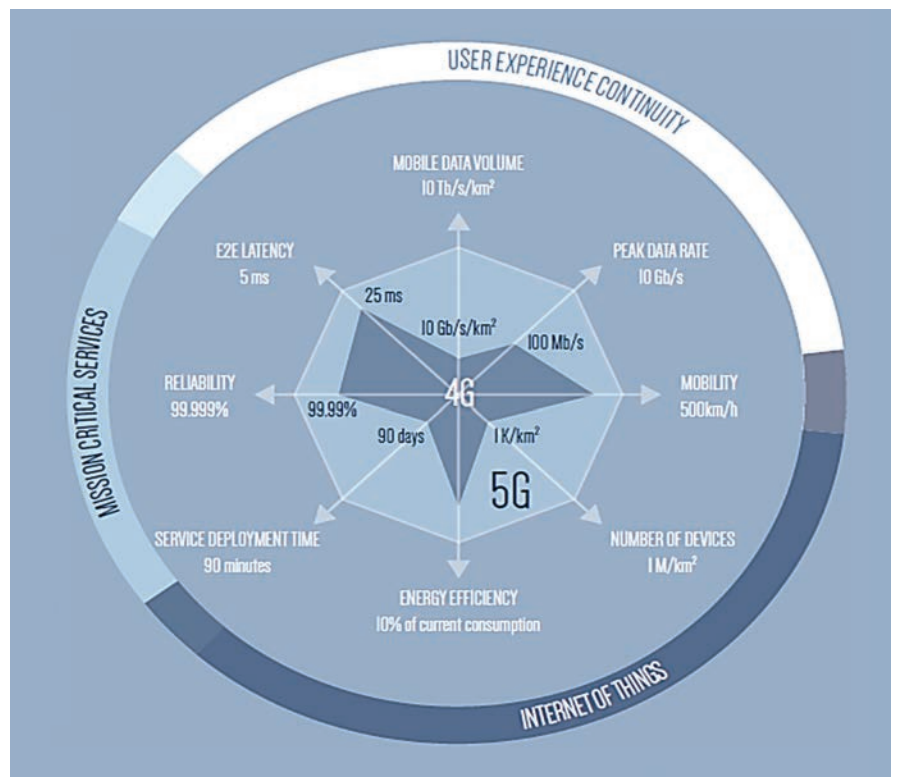 USER EXPERIENCE CONTINUITY
MOBILE DATA VOLUME
10 Tb/s/km²
E2E LATENCY
5 ms
PEAK DATA RATE
10 Gb/s
25 ms
10 Gb/s/km²
100 Mb/s
MISSION CRITICAL SERVICES
RELIABILITY
99.999%
4G
MOBILITY
500km/h
99.99%
90 days
1 K/km²
5G
SERVICE DEPLOYMENT TIME
90 minutes
NUMBER OF DEVICES
1 M/km²
ENERGY EFFICIENCY
10% of current consumption
INTERNET OF THINGS